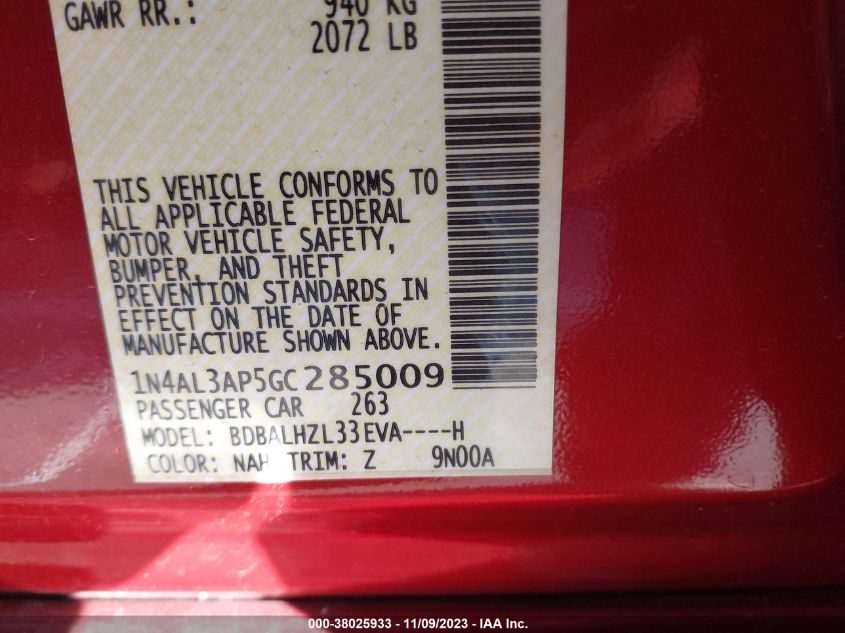 GAWR RR.: 940 KG
2072 LB
THIS VEHICLE CONFORMS TO
ALL APPLICABLE FEDERAL
MOTOR VEHICLE SAFETY,
BUMPER, AND THEFT
PREVENTION STANDARDS IN
EFFECT ON THE DATE OF
MANUFACTURE SHOWN ABOVE.
1N4AL3AP5GC285009
PASSENGER CAR 263
MODEL: BDBALHZL33EVA----H
COLOR: NAH TRIM: Z 9N00A
000-38025933 - 11/09/2023 - IAA Inc.